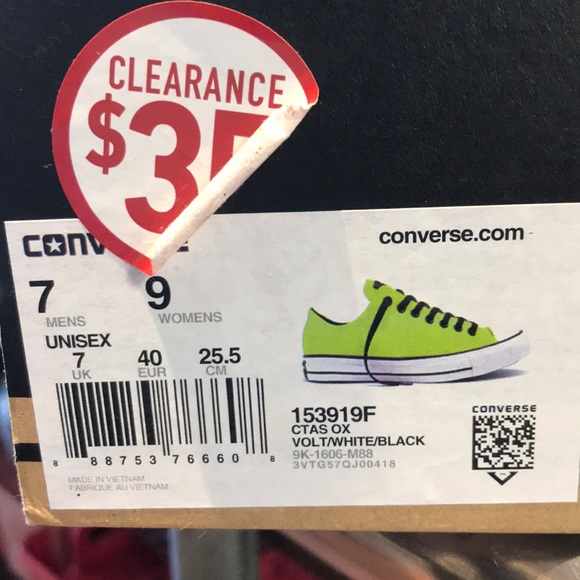 CLEARANCE
converse.com
7 MENS
9 WOMENS
UNISEX
7 UK
40 EUR
25.5 CM
153919F
CTAS OX
VOLT/WHITE/BLACK
9K-1606-M88
3VTG57QJ00418
CONVERSE
8 88753 76660 8
MADE IN VIETNAM
FABRIQUE AU VIETNAM